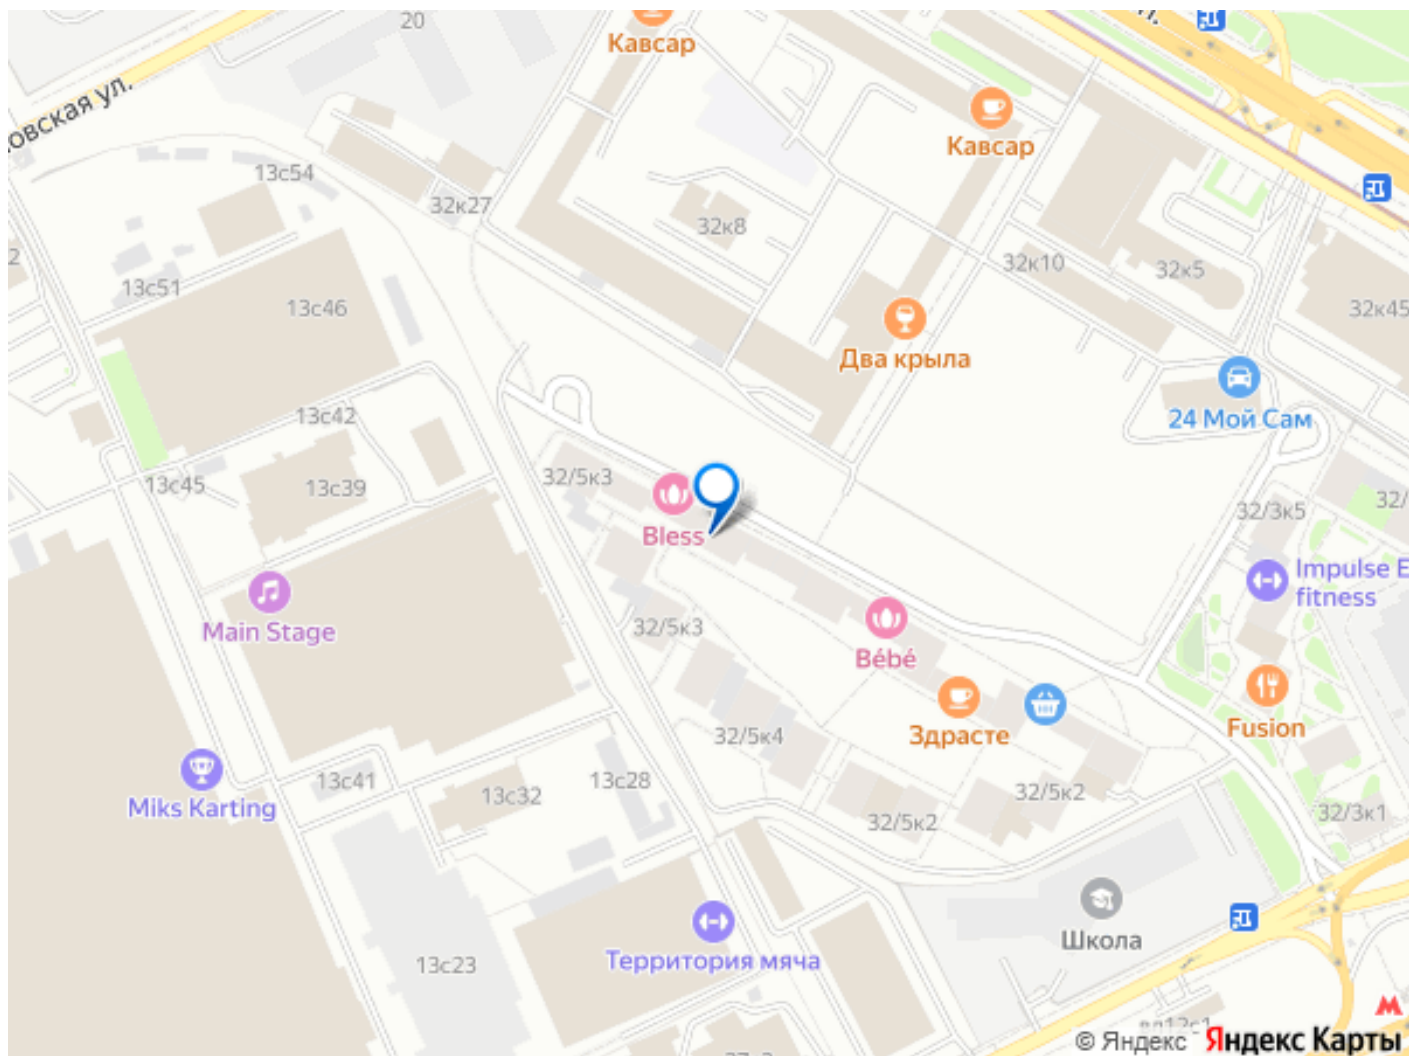 20
Кавсар
п.
овская ул.
Кавсар
13с54
32к27
32к8
2
13с51
32к10
32к5
13с46
32к45
Два крыла
24 Мой Сам
13с42
13с45
13с39
32/5к3
32/
32/3к5
Bless
Impulse E
fitness
Main Stage
32/5к3
Bébé
32/5к4
Здрасте
Fusion
13с41
13с32
13с28
Miks Karting
32/5к2
32/5к2
32/3к1
13с23
Территория мяча
Школа
© Яндекс Яндекс Карты